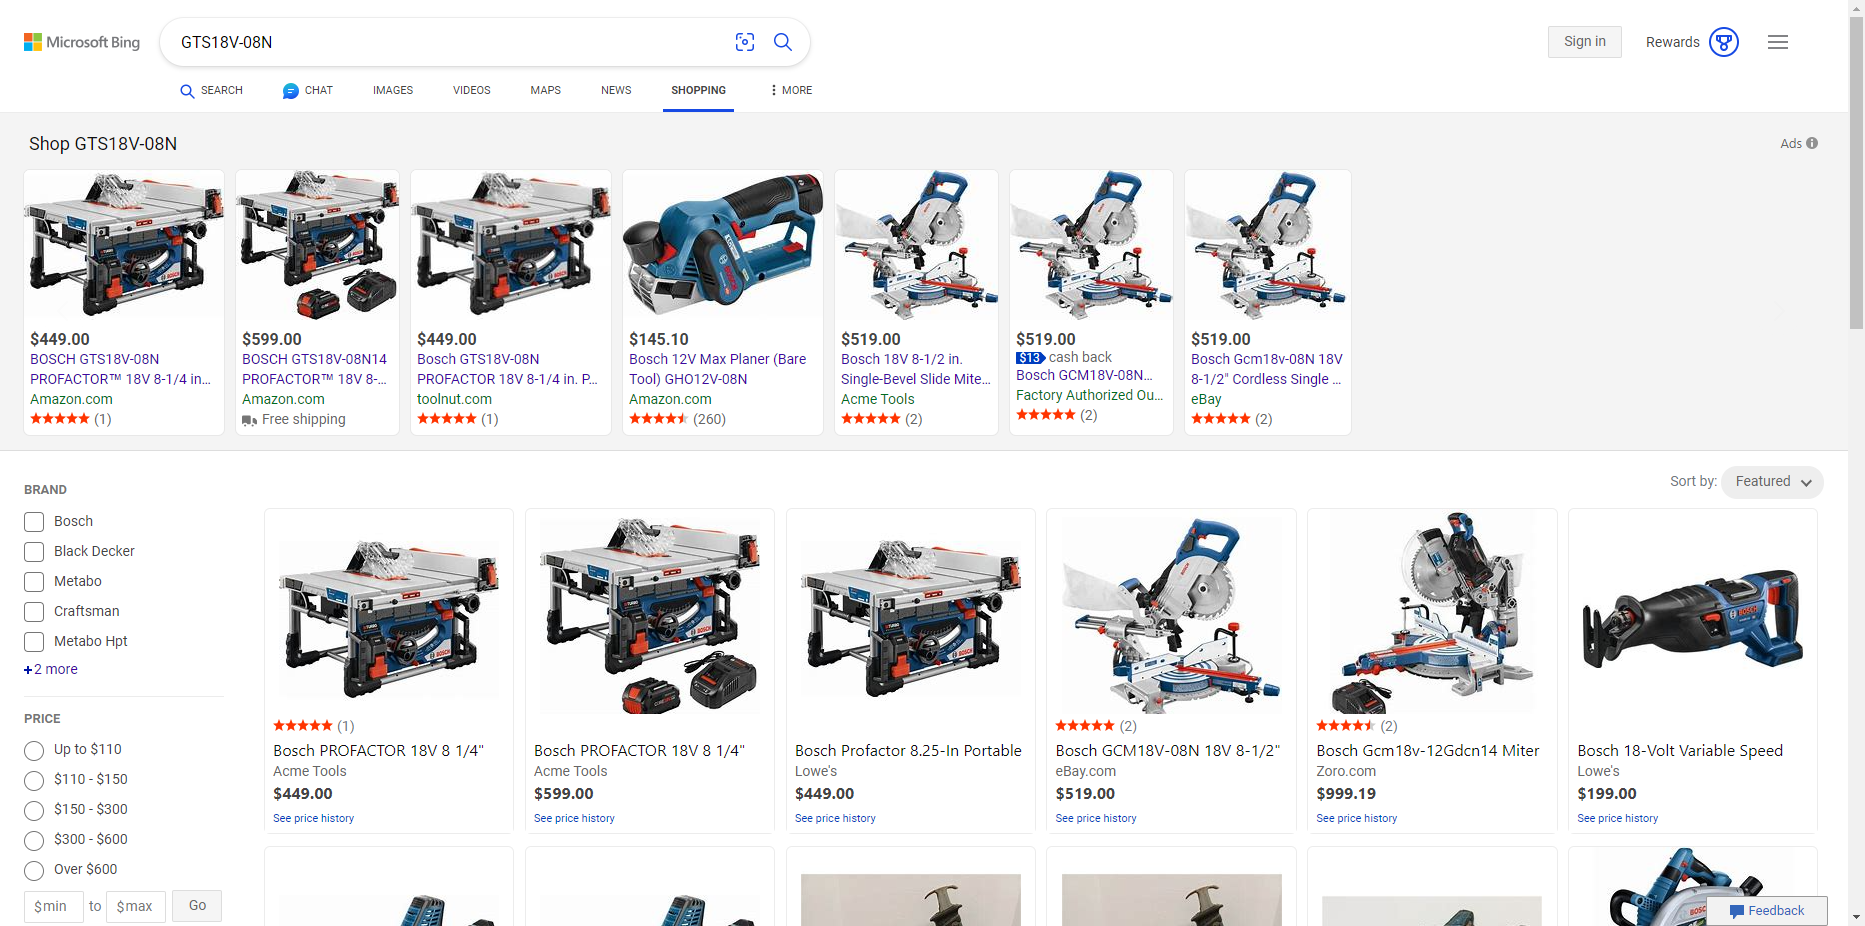 Microsoft Bing
GTS18V-08N
Sign in
Rewards
SEARCH
CHAT
IMAGES
VIDEOS
MAPS
NEWS
SHOPPING
MORE
Shop GTS18V-08N
Ads
$449.00
BOSCH GTS18V-08N
PROFACTOR™ 18V 8-1/4 in...
Amazon.com
(1)
$599.00
BOSCH GTS18V-08N14
PROFACTOR™ 18V 8-...
Amazon.com
Free shipping
$449.00
Bosch GTS18V-08N
PROFACTOR 18V 8-1/4 in. P...
toolnut.com
(1)
$145.10
Bosch 12V Max Planer (Bare
Tool) GHO12V-08N
Amazon.com
(260)
$519.00
Bosch 18V 8-1/2 in.
Single-Bevel Slide Mite...
Acme Tools
(2)
$519.00
$13 cash back
Bosch GCM18V-08N...
Factory Authorized Ou...
(2)
$519.00
Bosch Gcm18v-08N 18V
8-1/2" Cordless Single ...
eBay
(2)
Sort by: Featured
BRAND
Bosch
Black Decker
Metabo
Craftsman
Metabo Hpt
+2 more
PRICE
Up to $110
$110 - $150
$150 - $300
$300 - $600
Over $600
$min to $max Go
(1)
Bosch PROFACTOR 18V 8 1/4"
Acme Tools
$449.00
See price history
Bosch PROFACTOR 18V 8 1/4"
Acme Tools
$599.00
See price history
Bosch Profactor 8.25-In Portable
Lowe's
$449.00
See price history
(2)
Bosch GCM18V-08N 18V 8-1/2"
eBay.com
$519.00
See price history
(2)
Bosch Gcm18v-12Gdcn14 Miter
Zoro.com
$999.19
See price history
Bosch 18-Volt Variable Speed
Lowe's
$199.00
See price history
Feedback